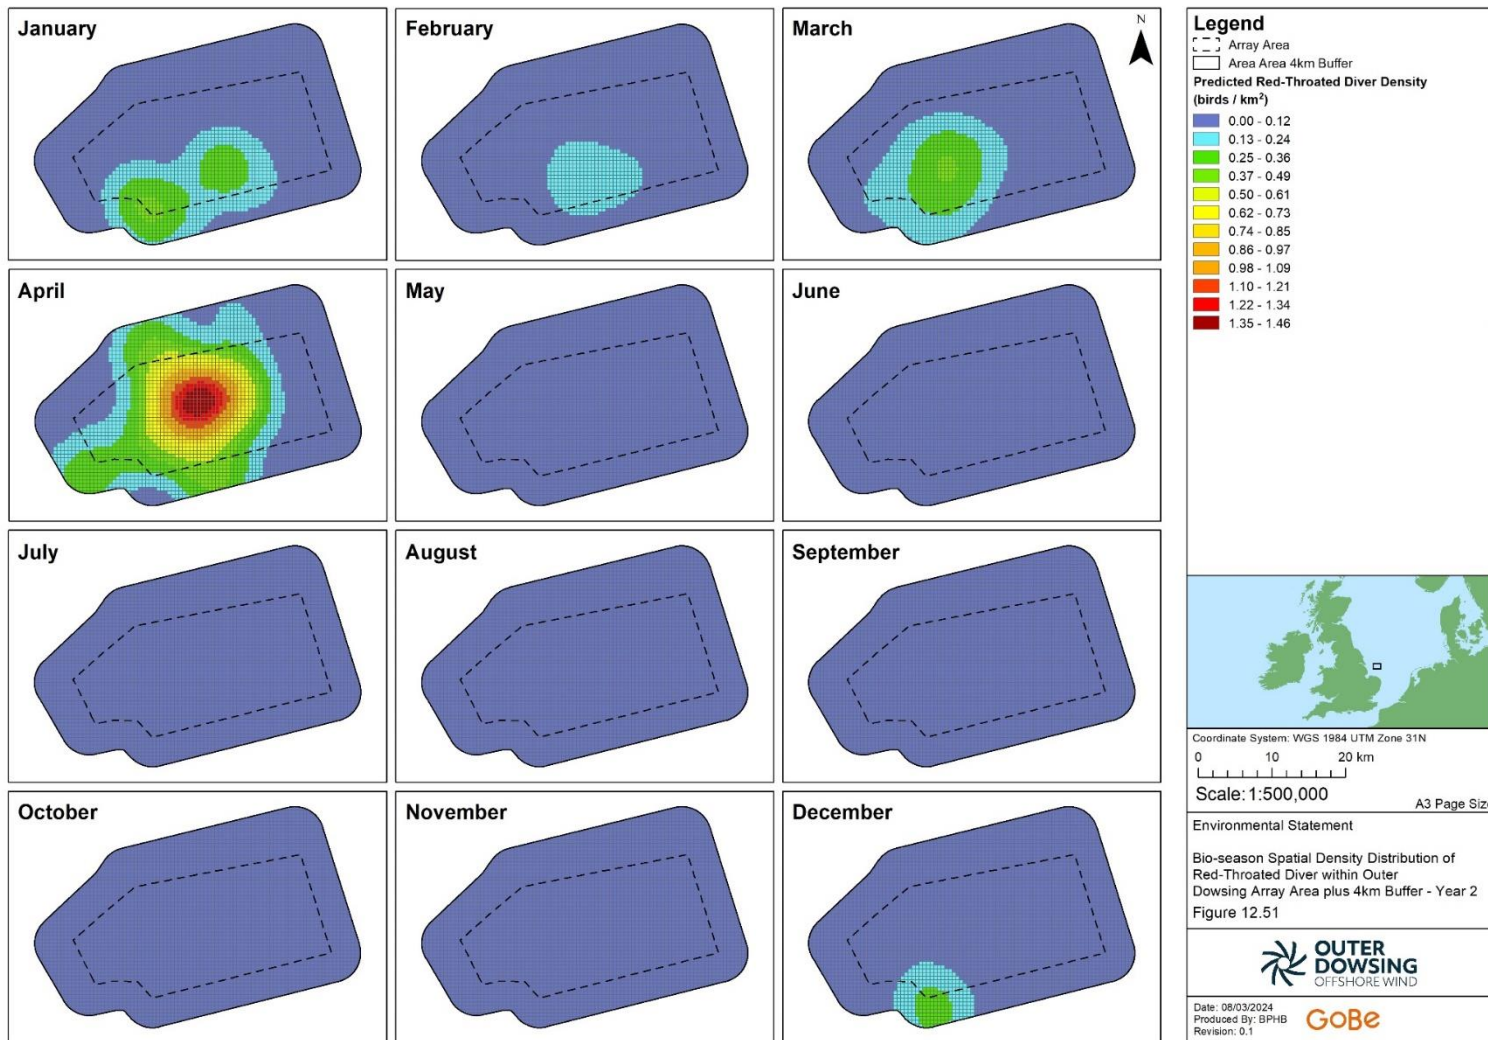 January
February
March
N
April
May
June
July
August
September
October
November
December
Legend
Array Area
Area Area 4km Buffer
Predicted Red-Throated Diver Density
(birds / km²)
0.00 - 0.12
0.13 - 0.24
0.25 - 0.36
0.37 - 0.49
0.50 - 0.61
0.62 - 0.73
0.74 - 0.85
0.86 - 0.97
0.98 - 1.09
1.10 - 1.21
1.22 - 1.34
1.35 - 1.46
Coordinate System: WGS 1984 UTM Zone 31N
0 10 20 km
Scale: 1:500,000
A3 Page Size
Environmental Statement
Bio-season Spatial Density Distribution of
Red-Throated Diver within Outer
Dowsing Array Area plus 4km Buffer - Year 2
Figure 12.51
OUTER
DOWSING
OFFSHORE WIND
Date: 08/03/2024
Produced By: BPHB
Revision: 0.1
GoBe